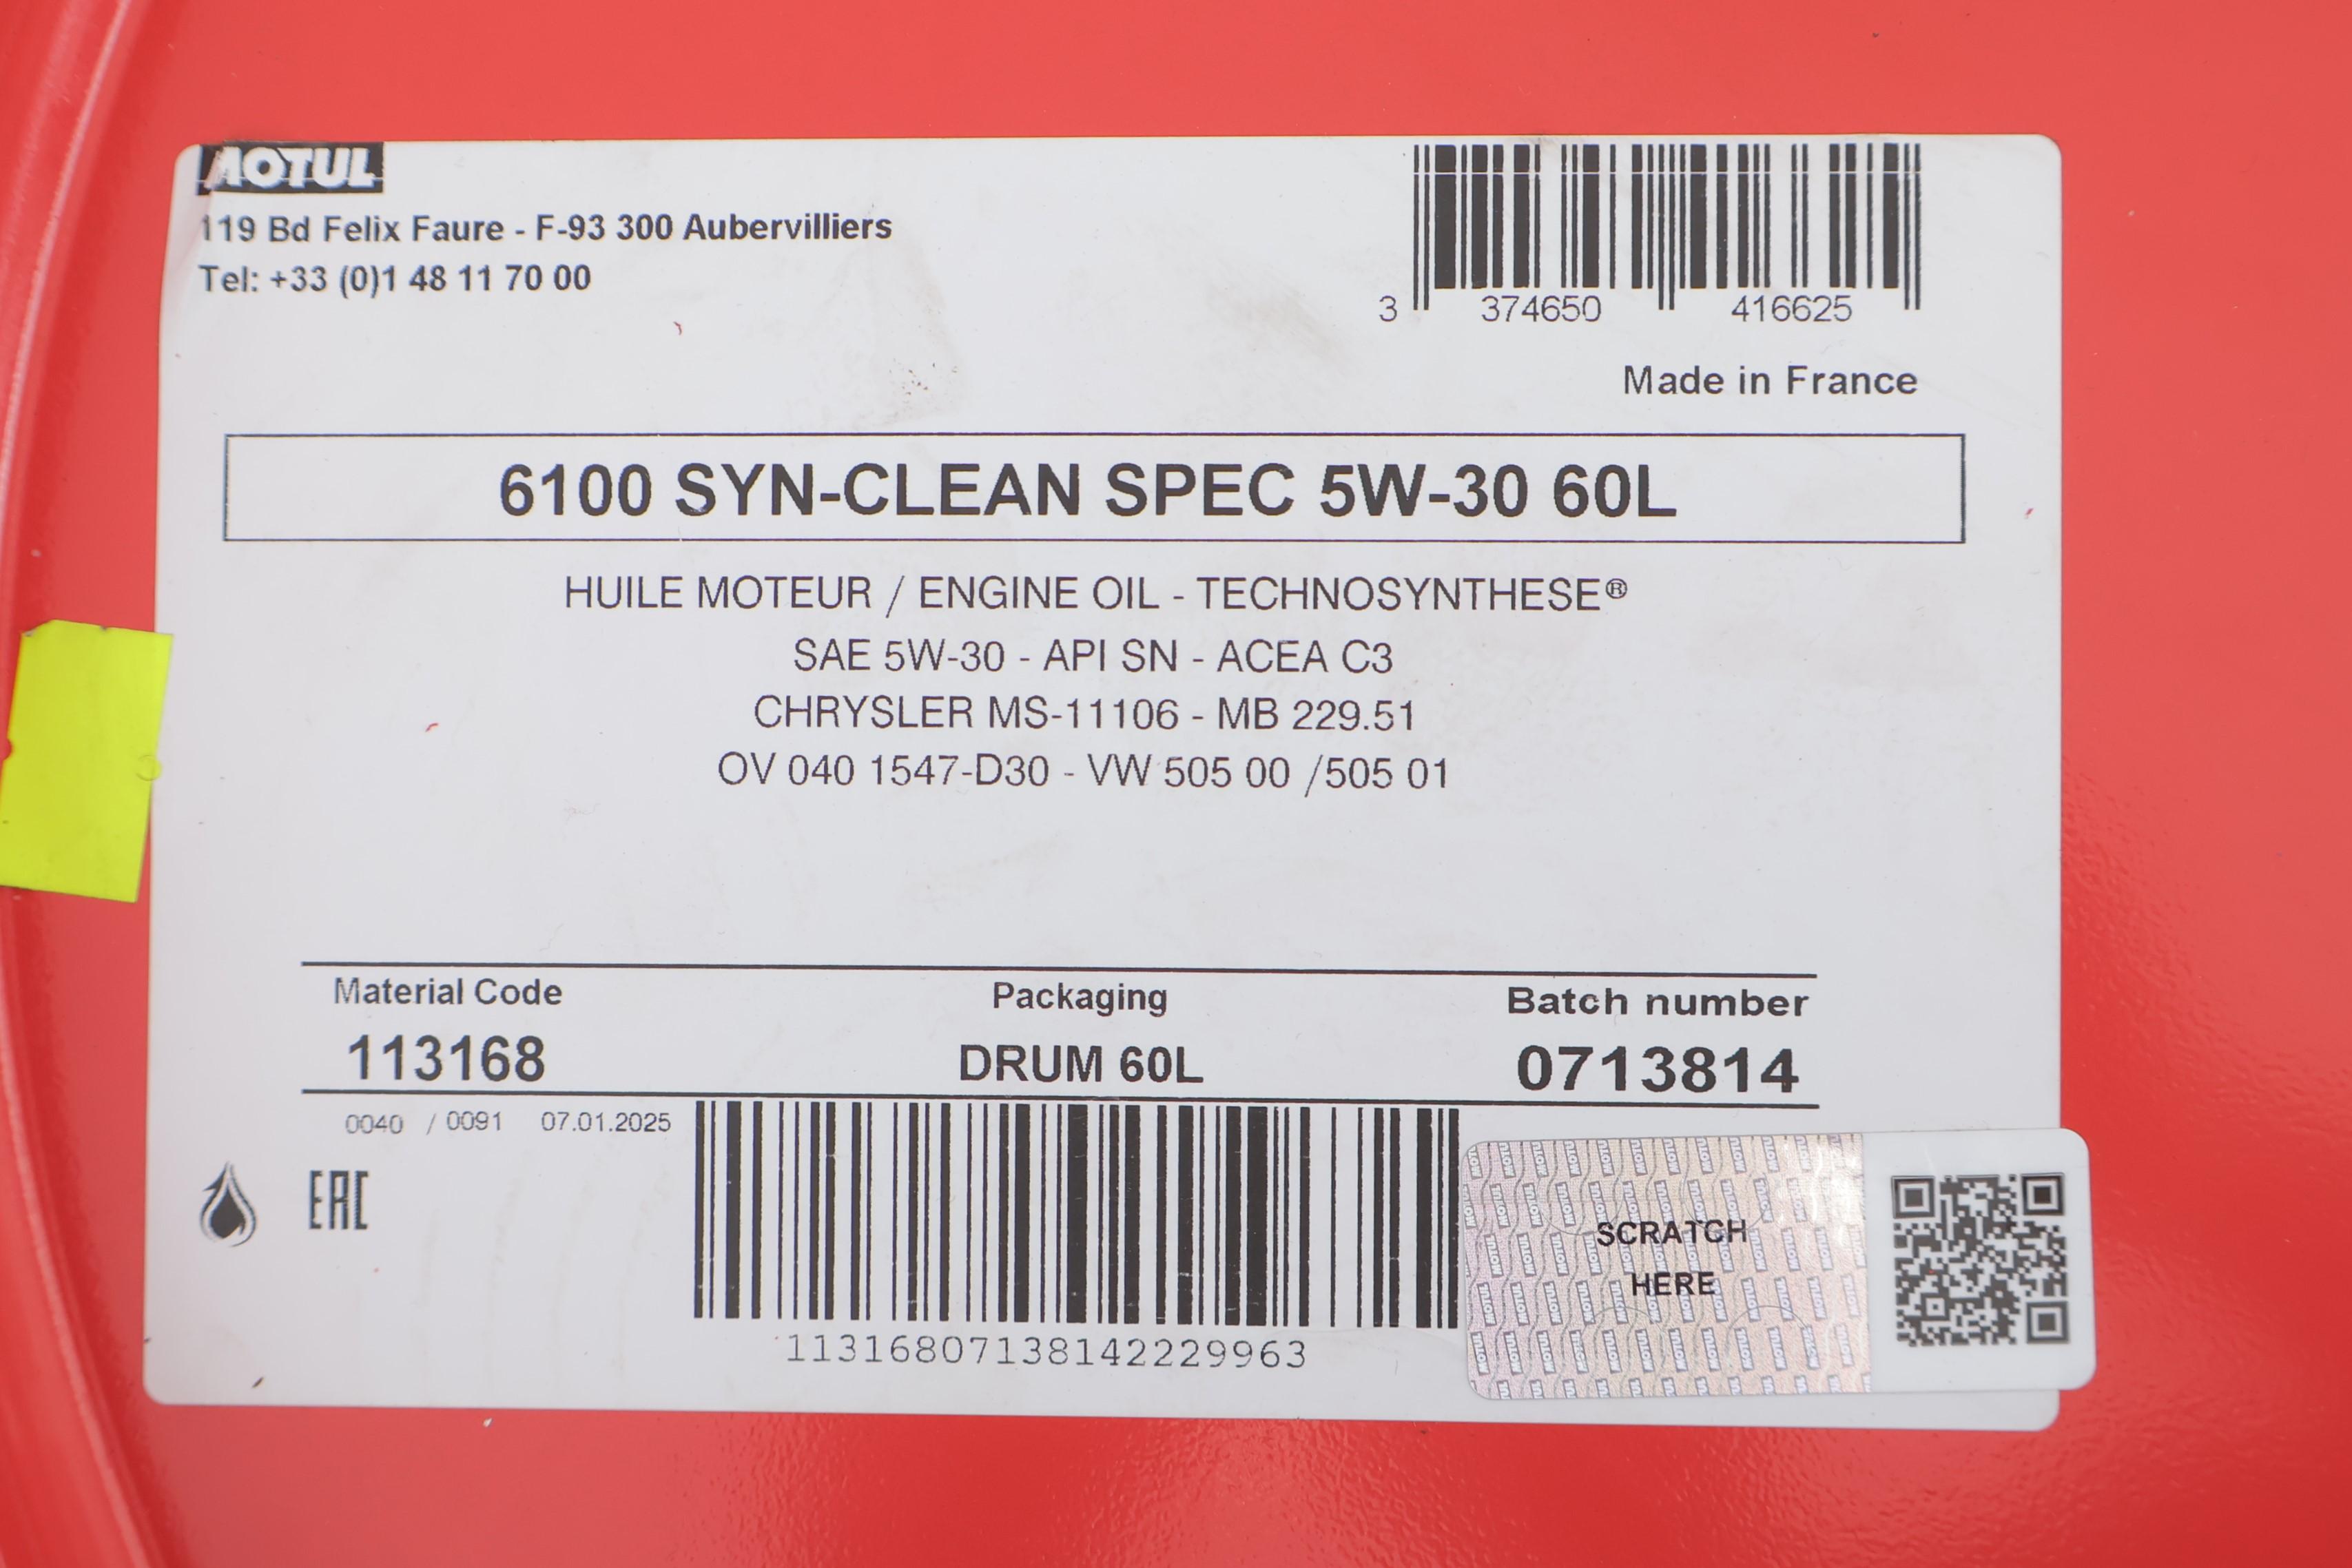 MOTUL
119 Bd Felix Faure - F-93 300 Aubervilliers
Tel: +33 (0)1 48 11 70 00
3 374650 416625
Made in France
6100 SYN-CLEAN SPEC 5W-30 60L
HUILE MOTEUR / ENGINE OIL - TECHNOSYNTHESE®
SAE 5W-30 - API SN - ACEA C3
CHRYSLER MS-11106 - MB 229.51
OV 040 1547-D30 - VW 505 00 /505 01
Material Code Packaging Batch number
113168 DRUM 60L 0713814
0040 / 0091 07.01.2025
EAC
11316807138142229963
SCRATCH
HERE